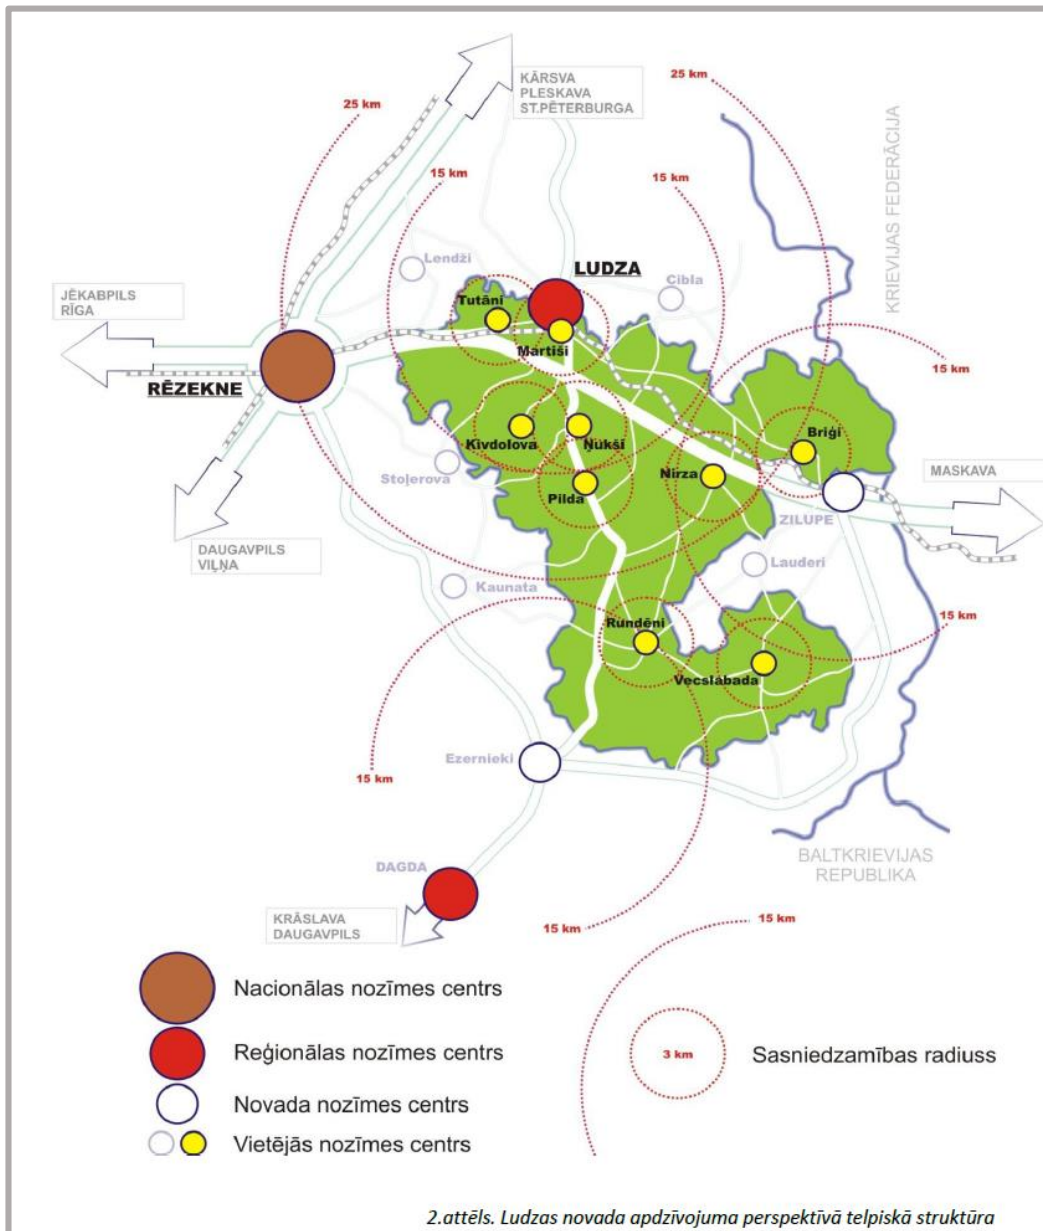 KĀRSVA
PLESKAVA
ST.PĒTERBURGA
25 km
25 km
KRIEVIJAS FEDERĀCIJA
15 km
15 km
Lendži
LUDZA
Cibla
JĒKABPILS
RĪGA
Tutāni
Martiši
RĒZEKNE
15 km
Kivdolova
Ņukši
Briģi
Stoļerova
Nirza
MASKAVA
Pilda
ZILUPE
DAUGAVPILS
VIĻŅA
Lauderi
Kaunata
Rundēni
15 km
Vecslabada
Ezernieki
15 km
BALTKRIEVIJAS
REPUBLIKA
DAGDA
KRĀSLAVA
DAUGAVPILS
15 km
15 km
Nacionālas nozīmes centrs
Reģionālas nozīmes centrs
3 km
Sasniedzamības radiuss
Novada nozīmes centrs
Vietējās nozīmes centrs
2.attēls. Ludzas novada apdzīvojuma perspektīvā telpiskā struktūra